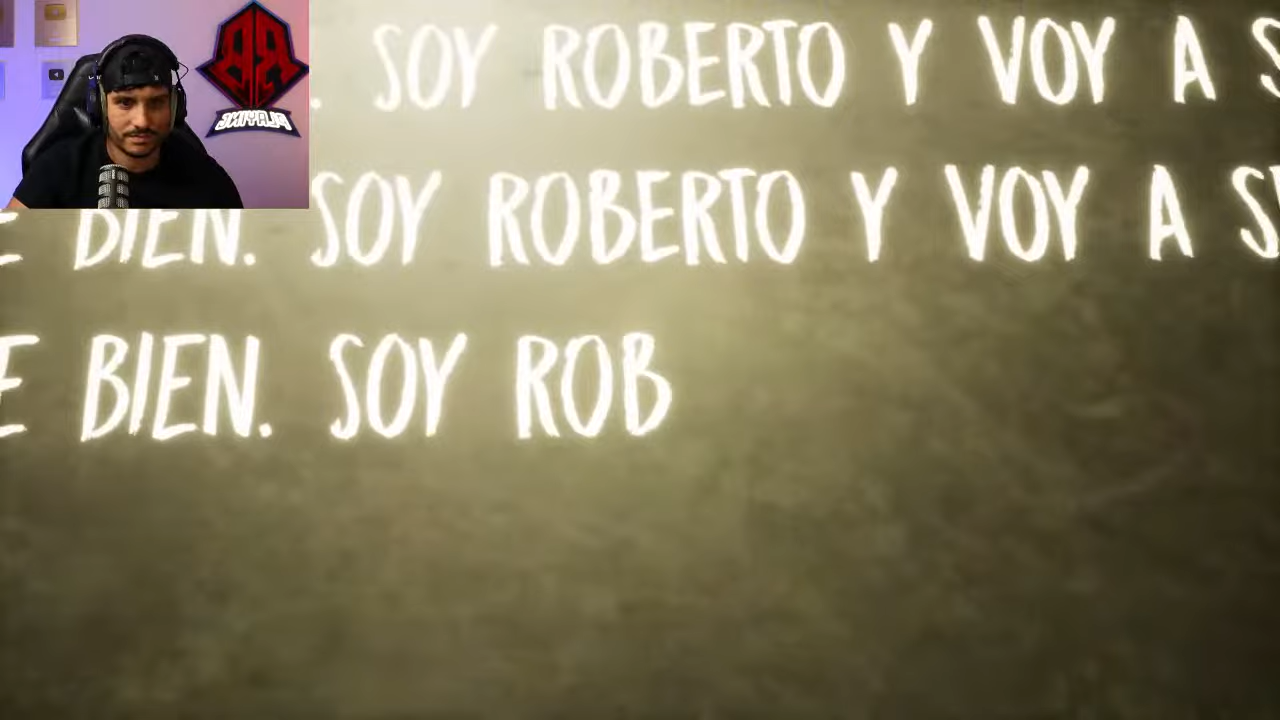 . SOY ROBERTO Y VOY A S
E BIEN. SOY ROBERTO Y VOY A S
E BIEN. SOY ROB